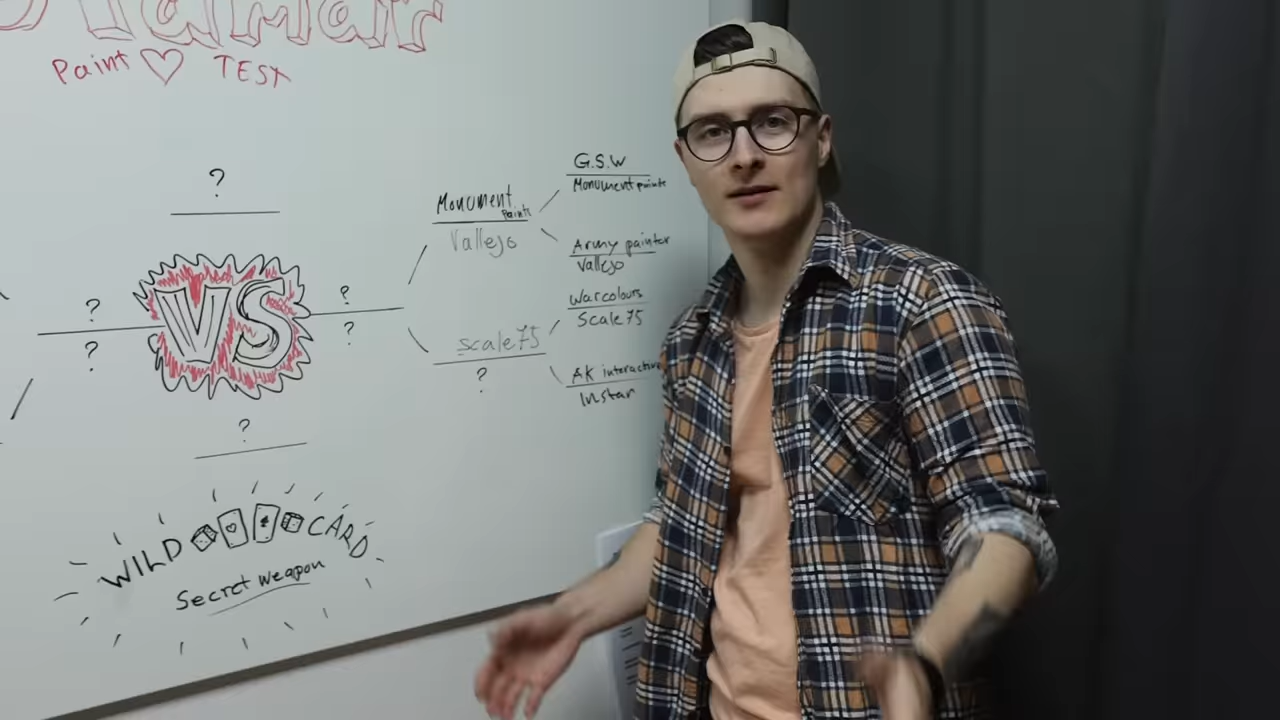 Paint TEST
?
VS
?
?
?
?
?
Monument
Paints
Vallejo
scale75
?
G.S.W
Monument paints
Army painter
Vallejo
Warcolours
Scale 75
AK interactive
Instar
WILD CARD
Secret weapon